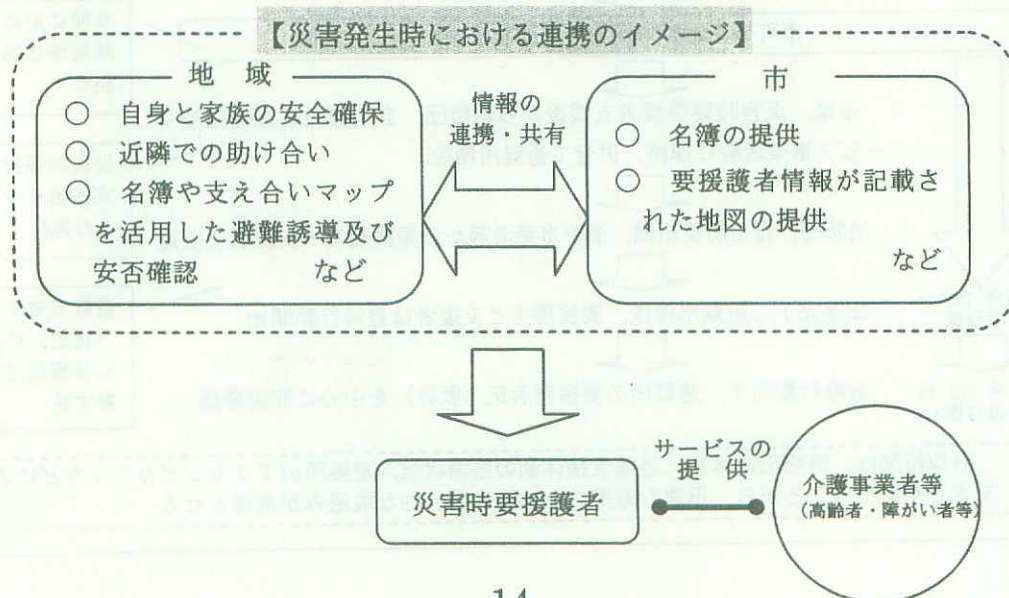 【災害発生時における連携のイメージ】
地 域
○ 自身と家族の安全確保
○ 近隣での助け合い
○ 名簿や支え合いマップ
を活用した避難誘導及び
安否確認 など
情報の
連携・共有
市
○ 名簿の提供
○ 要援護者情報が記載さ
れた地図の提供
など
災害時要援護者
サービスの
提 供
介護事業者等
(高齢者・障がい者等)
14